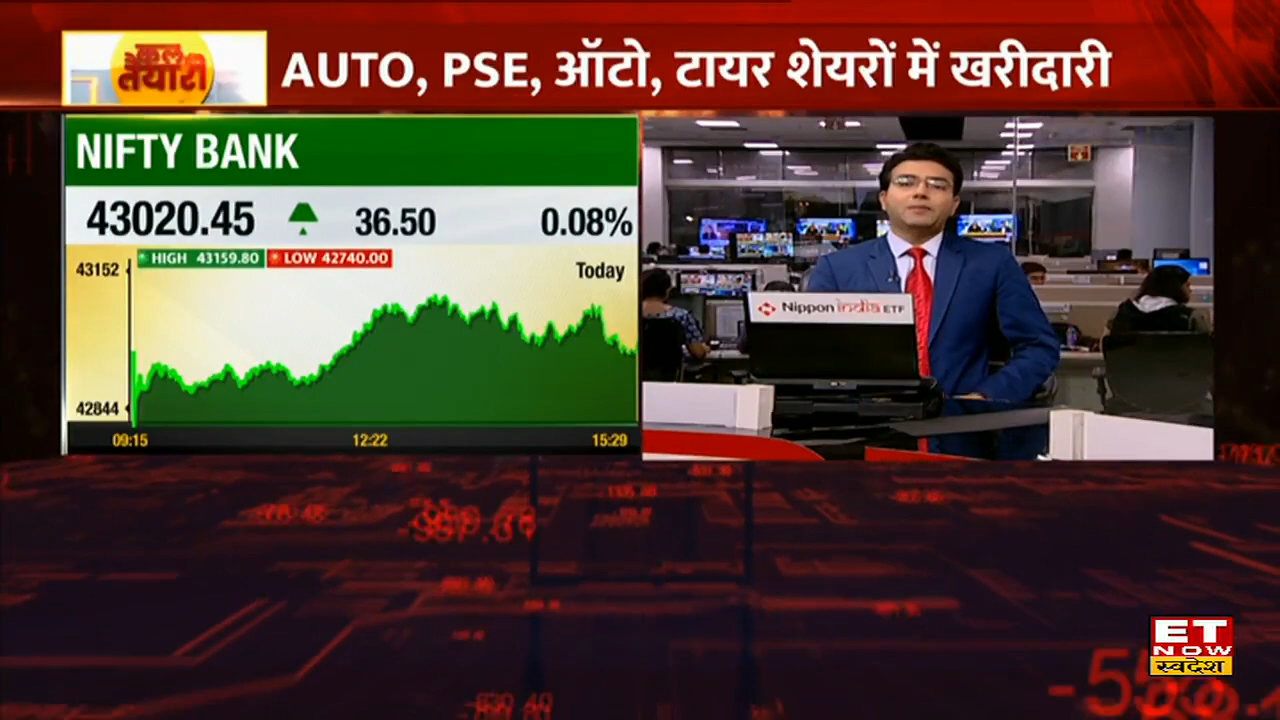 कल की तैयारी
AUTO, PSE, ऑटो, टायर शेयरों में खरीदारी
NIFTY BANK
43020.45 36.50 0.08%
HIGH 43159.80 LOW 42740.00
Today
43152
42844
09:15 12:22 15:29
Nippon india ETF
ET
NOW
स्वदेश